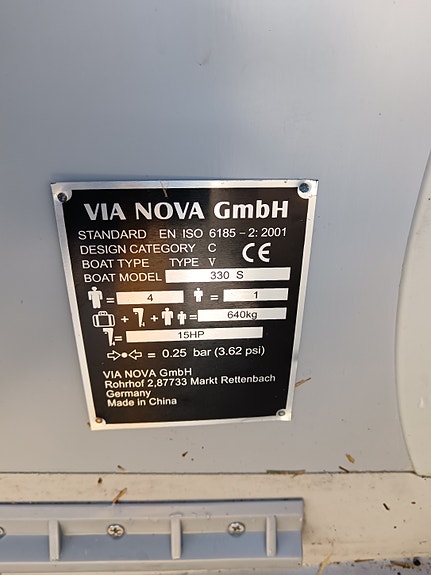 VIA NOVA GmbH
STANDARD EN ISO 6185 - 2: 2001
DESIGN CATEGORY C CE
BOAT TYPE TYPE V
BOAT MODEL 330 S
= 4 = 1
+ + = 640kg
= 15HP
= 0.25 bar (3.62 psi)
VIA NOVA GmbH
Rohrhof 2,87733 Markt Rettenbach
Germany
Made in China